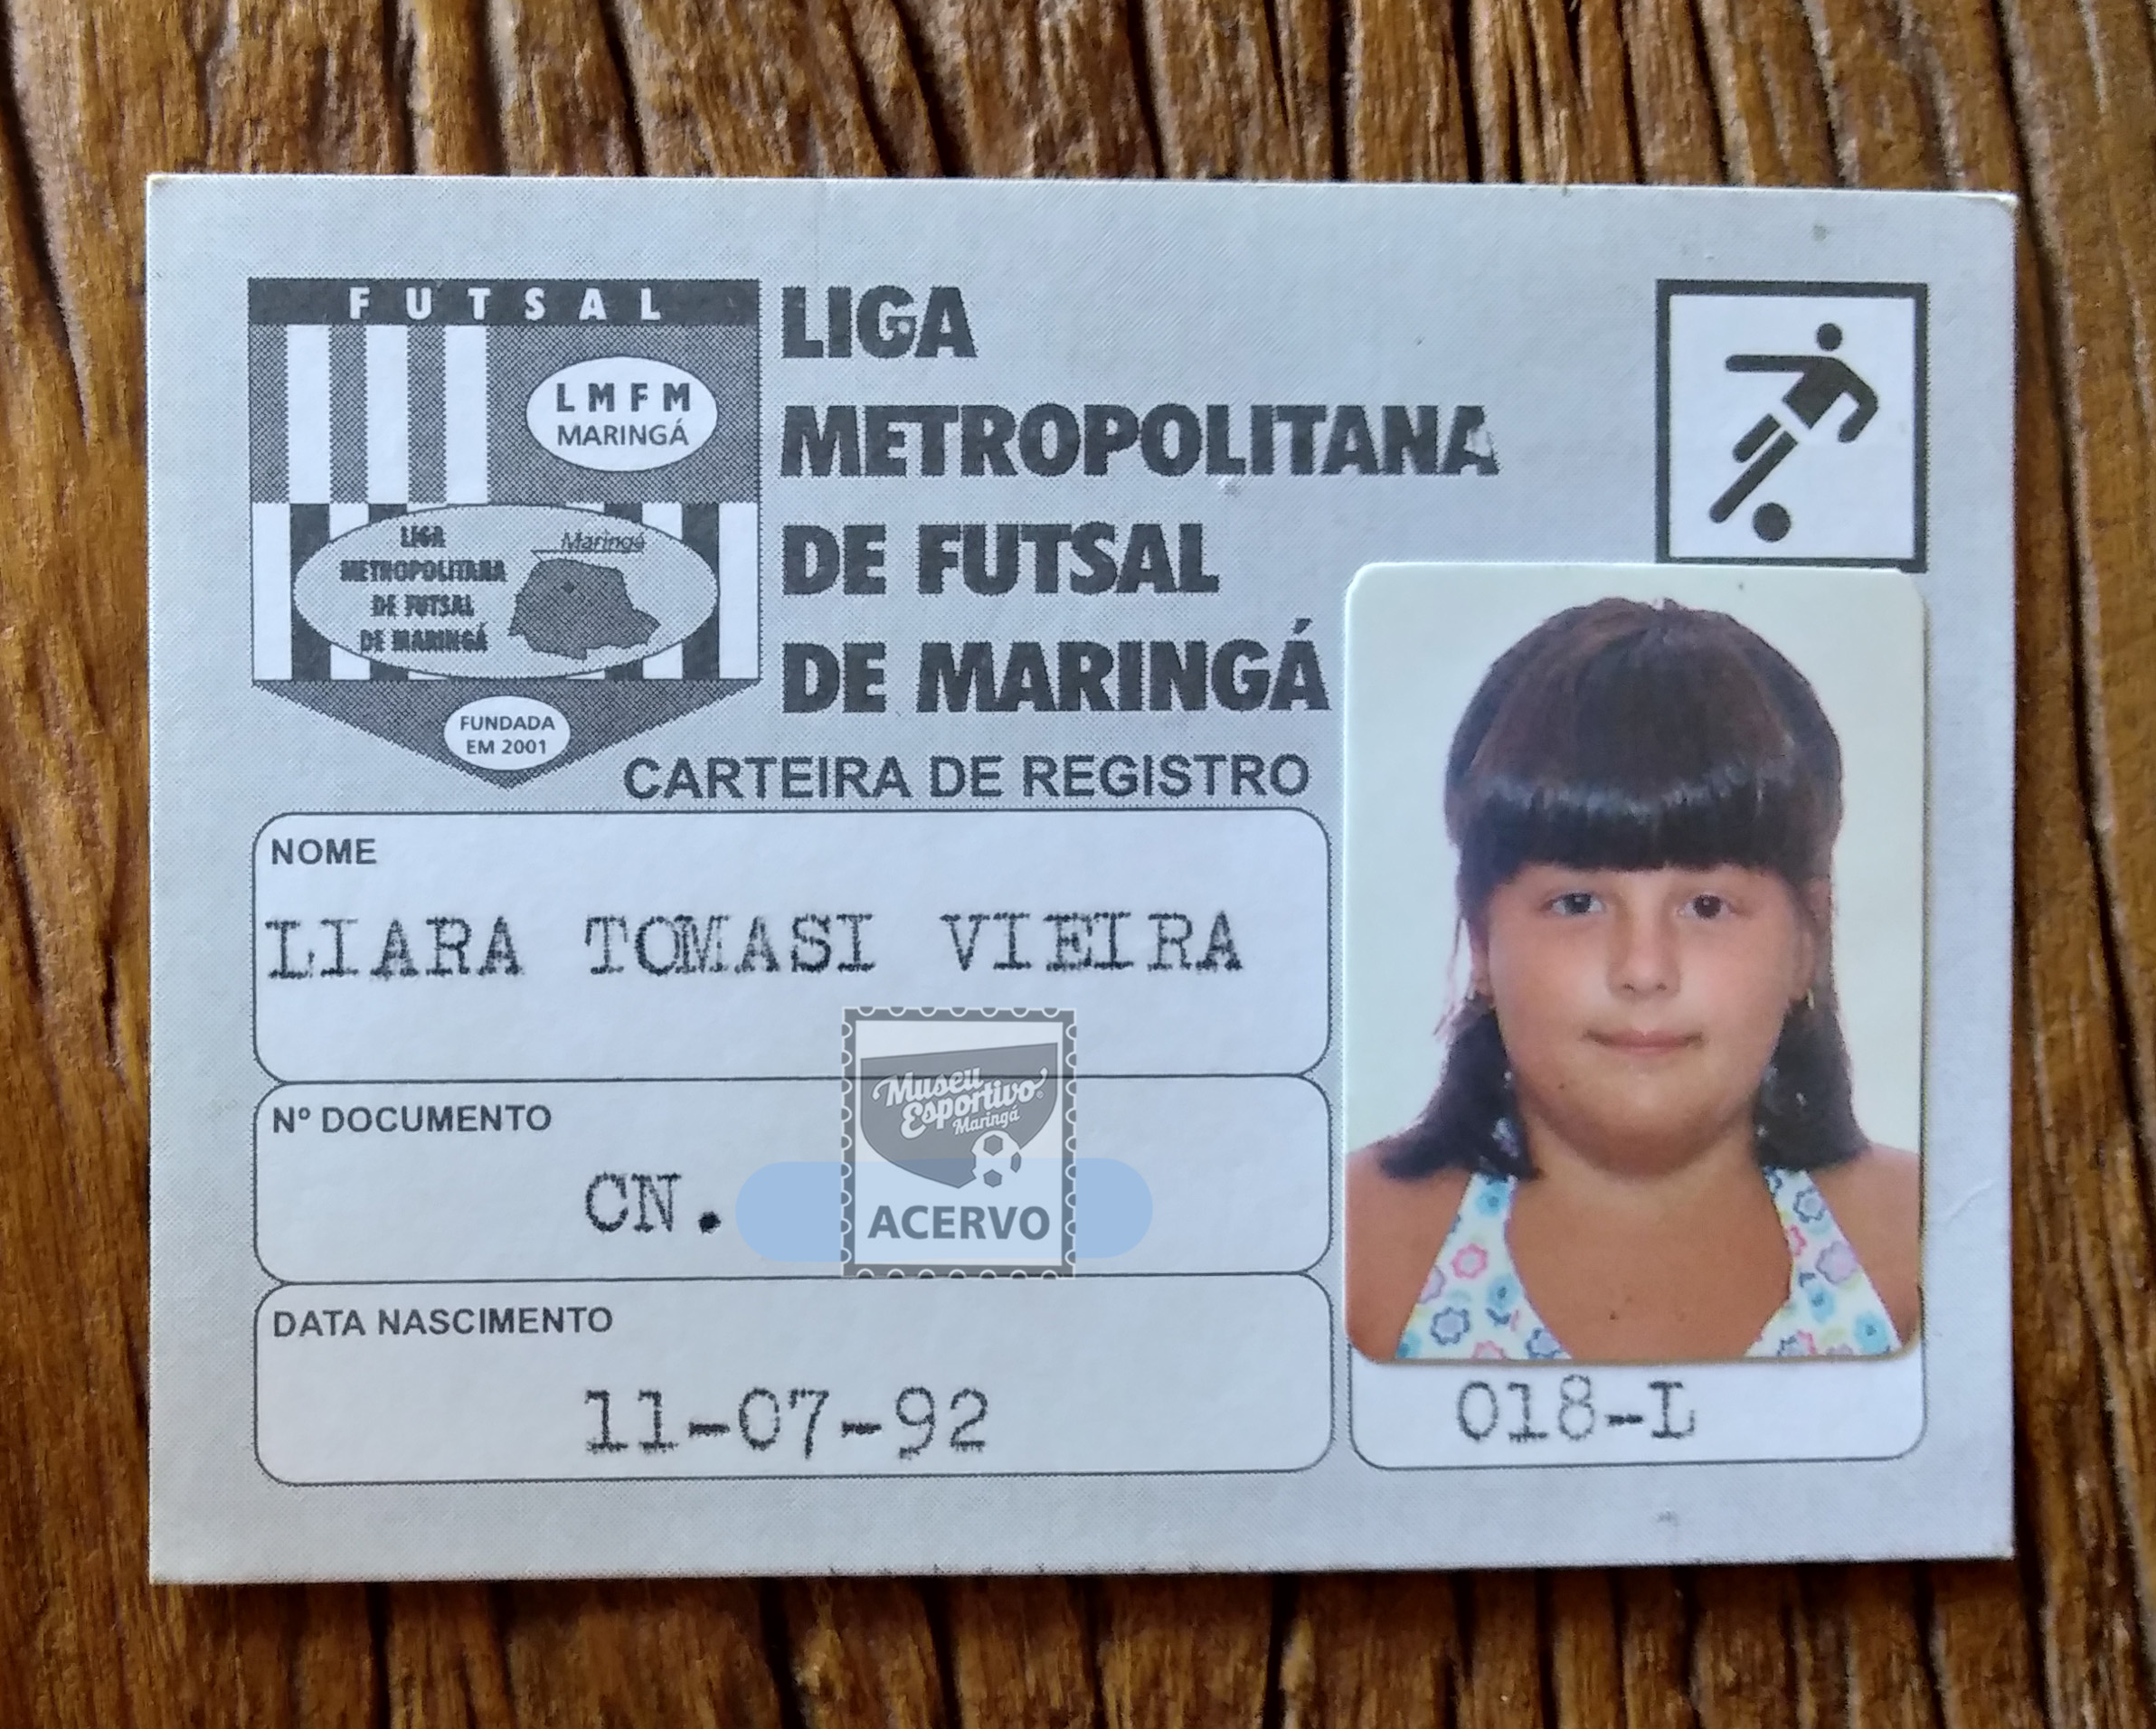 FUTSAL
LMFM
MARINGÁ
LIGA
METROPOLITANA
DE FUTSAL
DE MARINGÁ
Maringá
FUNDADA
EM 2001
LIGA
METROPOLITANA
DE FUTSAL
DE MARINGÁ
CARTEIRA DE REGISTRO
NOME
LIARA TOMASI VIEIRA
Nº DOCUMENTO
CN.
Museu
Esportivo
Maringá
ACERVO
DATA NASCIMENTO
11-07-92
018-L